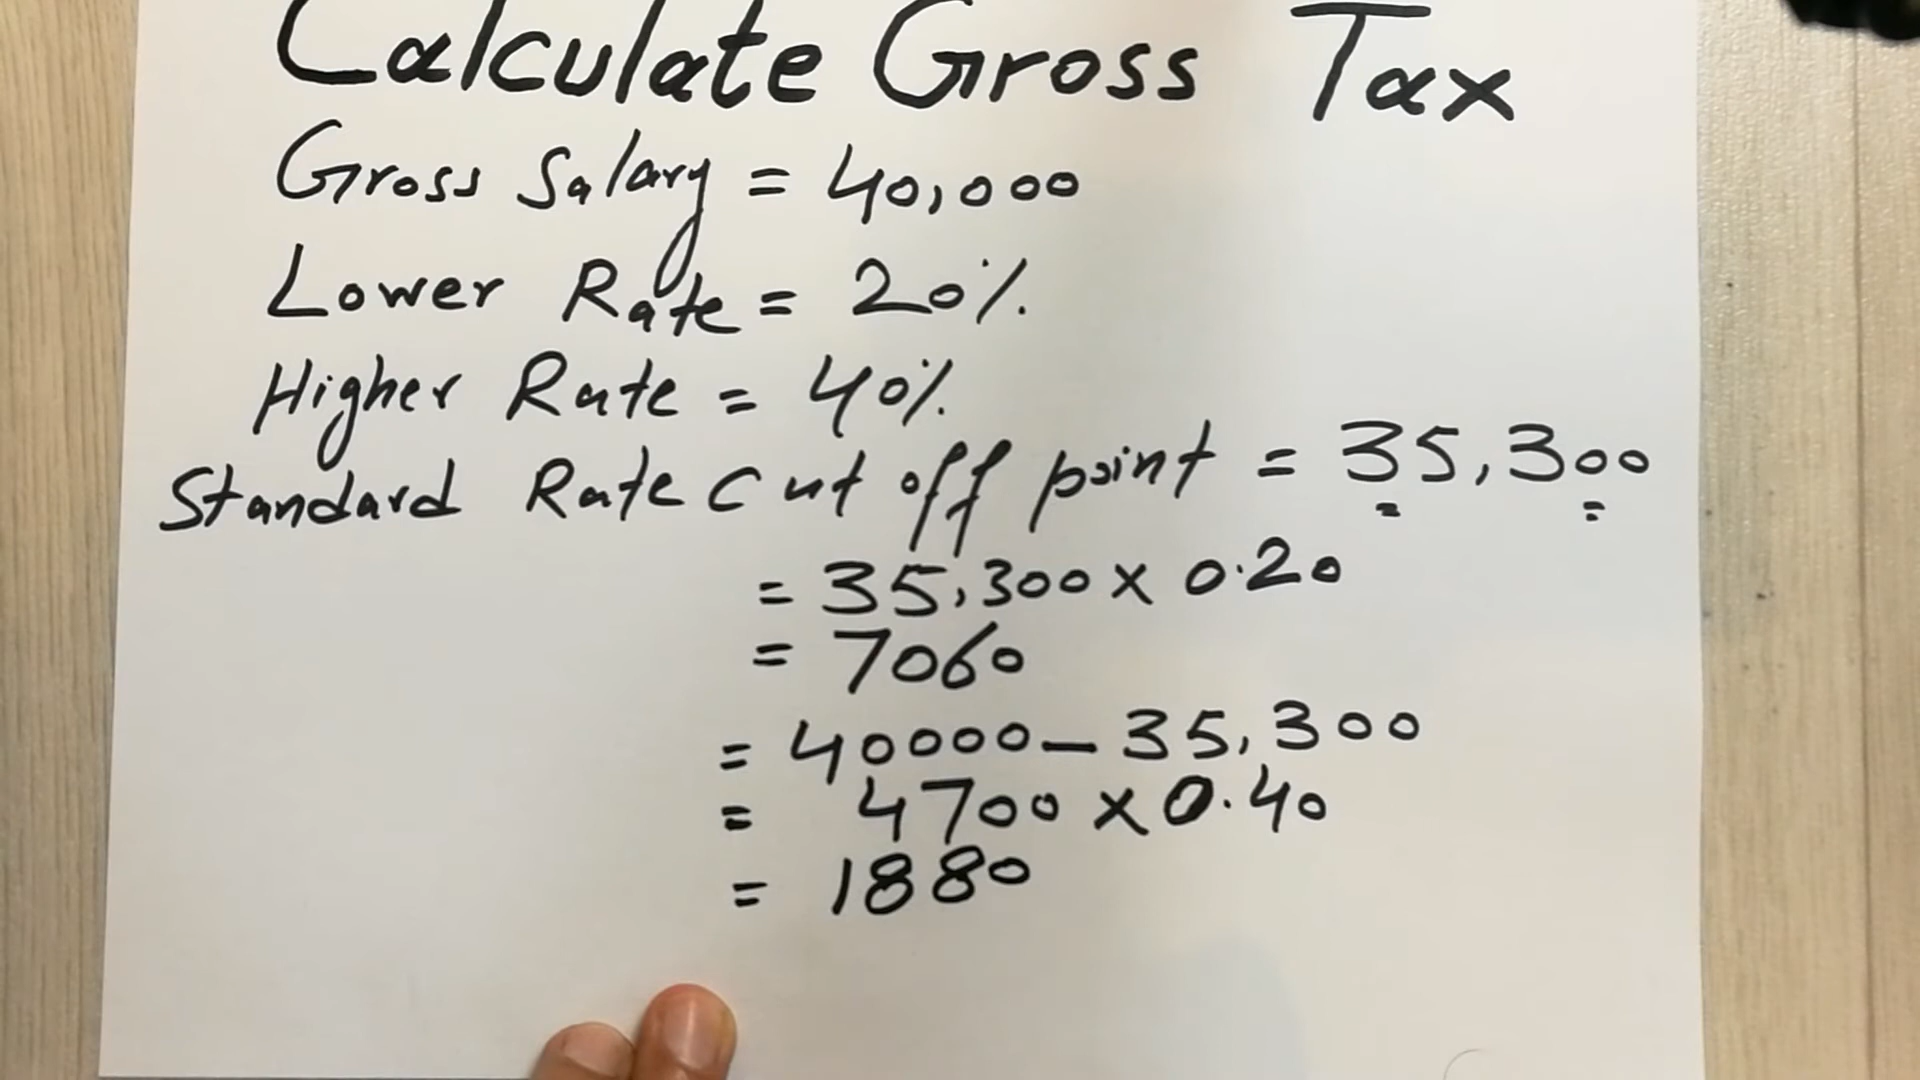 Calculate Gross Tax
Gross Salary = 40,000
Lower Rate = 20%
Higher Rate = 40%
Standard Rate cut off point = 35,300
= 35,300 x 0.20
= 7060
= 40000 - 35,300
= 4700 x 0.40
= 1880